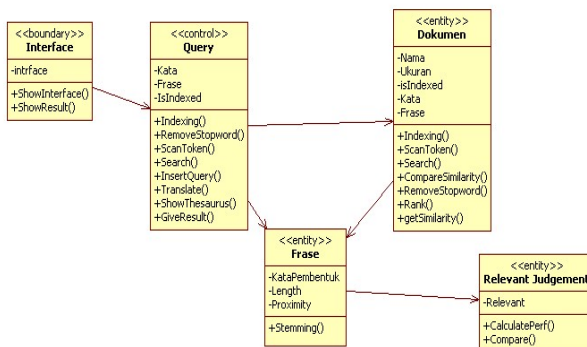 <<boundary>>
Interface
-intrface
+ShowInterface()
+ShowResult()
<<control>>
Query
-Kata
-Frase
-IsIndexed
+Indexing()
+RemoveStopword()
+ScanToken()
+Search()
+InsertQuery()
+Translate()
+ShowThesaurus()
+GiveResult()
<<entity>>
Dokumen
-Nama
-Ukuran
-isIndexed
-Kata
-Frase
+Indexing()
+ScanToken()
+Search()
+CompareSimilarity()
+RemoveStopword()
+Rank()
+getSimilarity()
<<entity>>
Frase
-KataPembentuk
-Length
-Proximity
+Stemming()
<<entity>>
Relevant Judgement
-Relevant
+CalculatePerf()
+Compare()